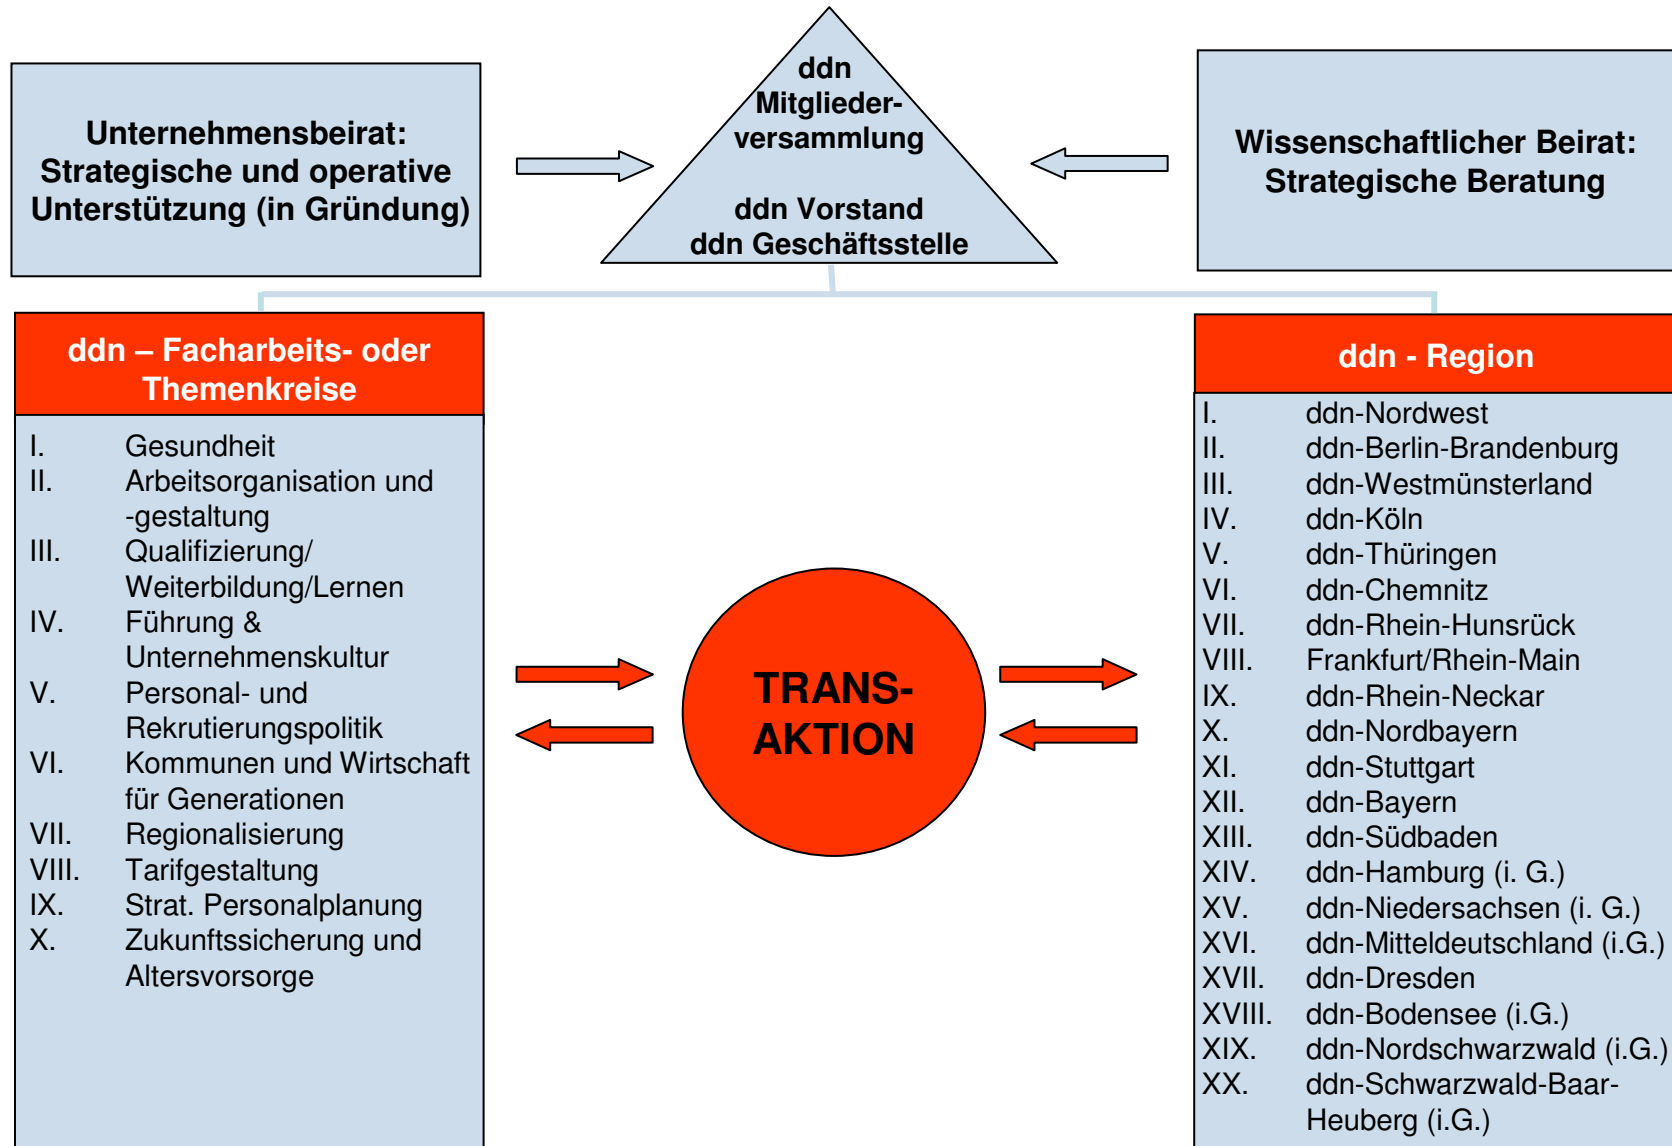 Unternehmensbeirat:
Strategische und operative
Unterstützung (in Gründung)
ddn
Mitglieder-
versammlung
ddn Vorstand
ddn Geschäftsstelle
Wissenschaftlicher Beirat:
Strategische Beratung
ddn – Facharbeits- oder
Themenkreise
I. Gesundheit
II. Arbeitsorganisation und
-gestaltung
III. Qualifizierung/
Weiterbildung/Lernen
IV. Führung &
Unternehmenskultur
V. Personal- und
Rekrutierungspolitik
VI. Kommunen und Wirtschaft
für Generationen
VII. Regionalisierung
VIII. Tarifgestaltung
IX. Strat. Personalplanung
X. Zukunftssicherung und
Altersvorsorge
TRANS-
AKTION
ddn - Region
I. ddn-Nordwest
II. ddn-Berlin-Brandenburg
III. ddn-Westmünsterland
IV. ddn-Köln
V. ddn-Thüringen
VI. ddn-Chemnitz
VII. ddn-Rhein-Hunsrück
VIII. Frankfurt/Rhein-Main
IX. ddn-Rhein-Neckar
X. ddn-Nordbayern
XI. ddn-Stuttgart
XII. ddn-Bayern
XIII. ddn-Südbaden
XIV. ddn-Hamburg (i. G.)
XV. ddn-Niedersachsen (i. G.)
XVI. ddn-Mitteldeutschland (i.G.)
XVII. ddn-Dresden
XVIII. ddn-Bodensee (i.G.)
XIX. ddn-Nordschwarzwald (i.G.)
XX. ddn-Schwarzwald-Baar-
Heuberg (i.G.)